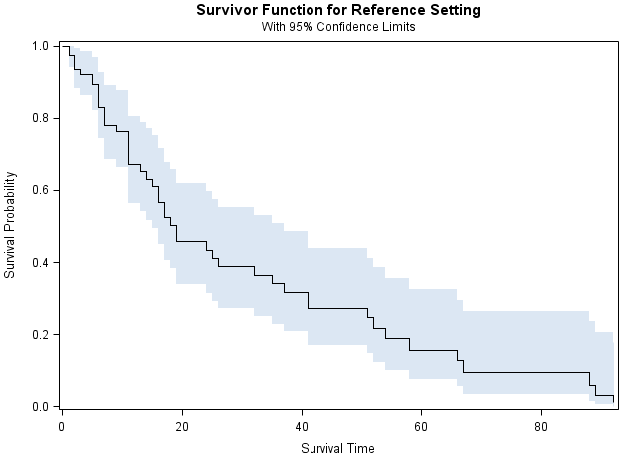 Survivor Function for Reference Setting
With 95% Confidence Limits
1.0
0.8
0.6
0.4
0.2
0.0
Survival Probability
0 20 40 60 80
Survival Time